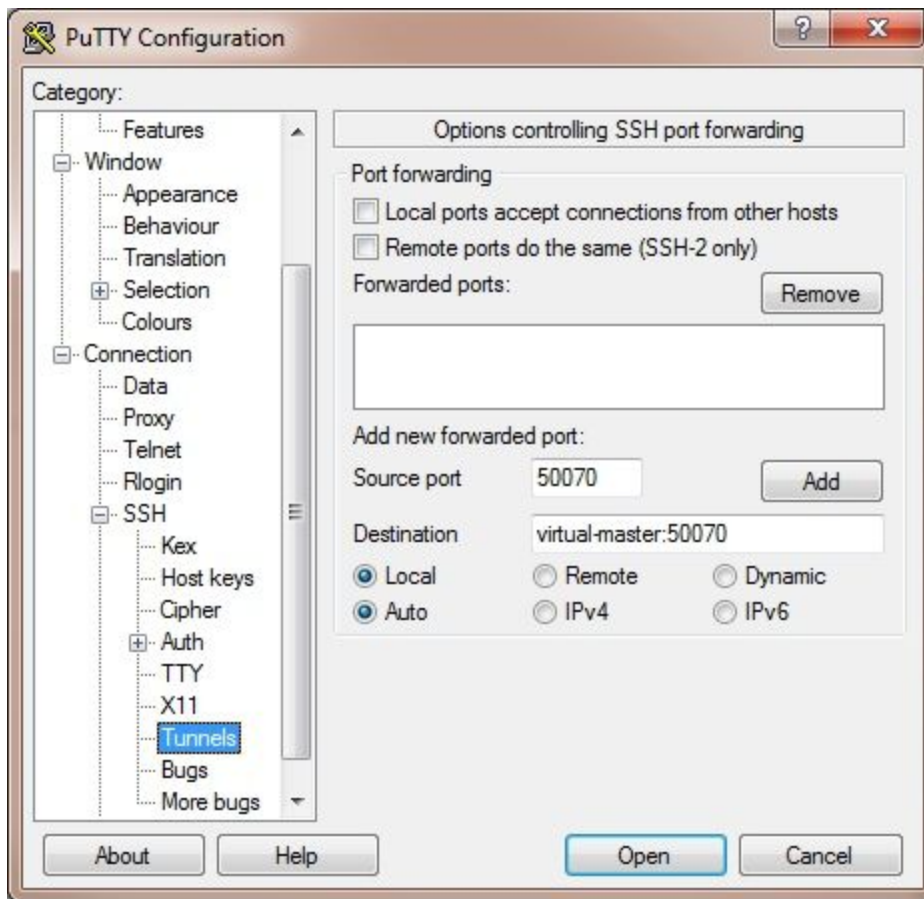 PuTTY Configuration
Category:
Features
Window
Appearance
Behaviour
Translation
Selection
Colours
Connection
Data
Proxy
Telnet
Rlogin
SSH
Kex
Host keys
Cipher
Auth
TTY
X11
Tunnels
Bugs
More bugs
Options controlling SSH port forwarding
Port forwarding
Local ports accept connections from other hosts
Remote ports do the same (SSH-2 only)
Forwarded ports: Remove
Add new forwarded port:
Source port 50070 Add
Destination virtual-master:50070
Local Remote Dynamic
Auto IPv4 IPv6
About Help Open Cancel